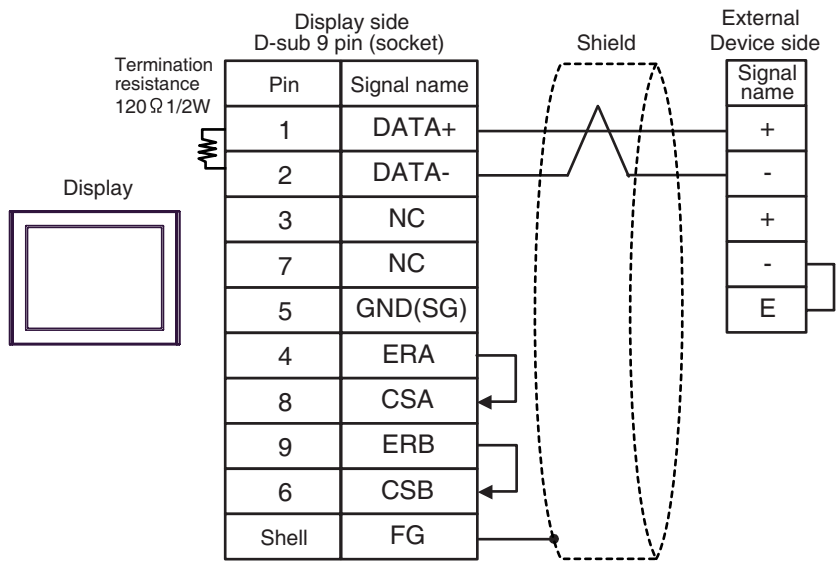 Display side
D-sub 9 pin (socket)
Shield
External
Device side
Termination
resistance
120Ω 1/2W
Pin
Signal name
Signal
name
1
DATA+
+
2
DATA-
-
Display
3
NC
+
7
NC
-
5
GND(SG)
E
4
ERA
8
CSA
9
ERB
6
CSB
Shell
FG